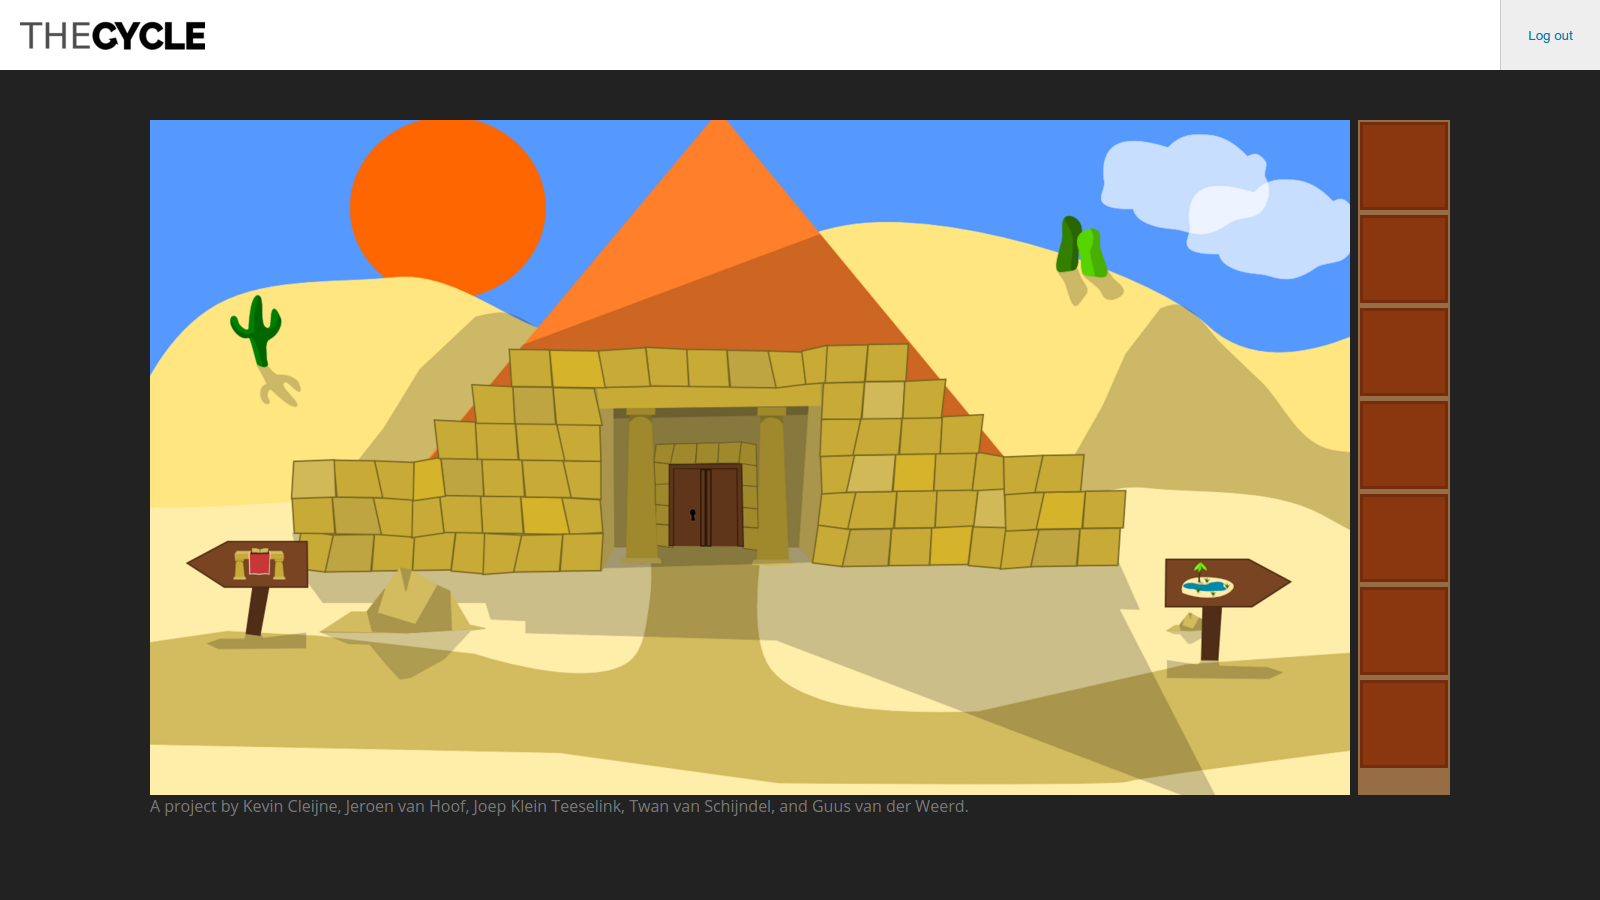 THECYCLE
Log out
A project by Kevin Cleijne, Jeroen van Hoof, Joep Klein Teeselink, Twan van Schijndel, and Guus van der Weerd.